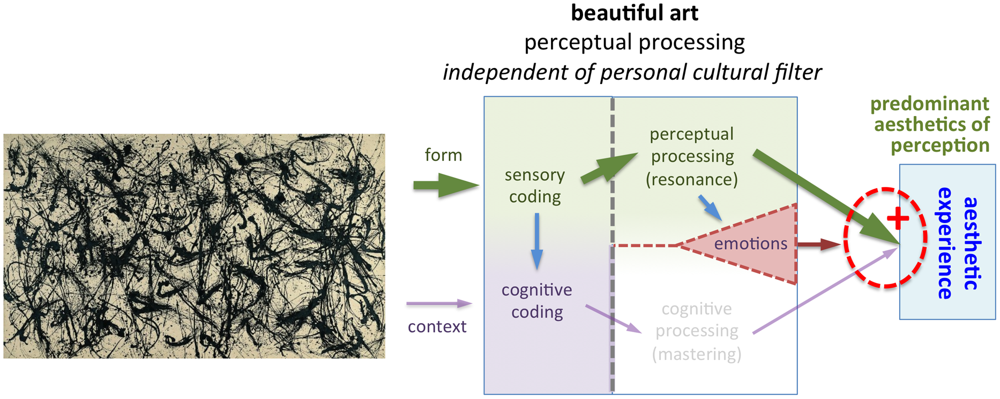 beautiful art
perceptual processing
independent of personal cultural filter
predominant
aesthetics of
perception
form
sensory
coding
perceptual
processing
(resonance)
+
emotions
aesthetic
experience
context
cognitive
coding
cognitive
processing
(mastering)